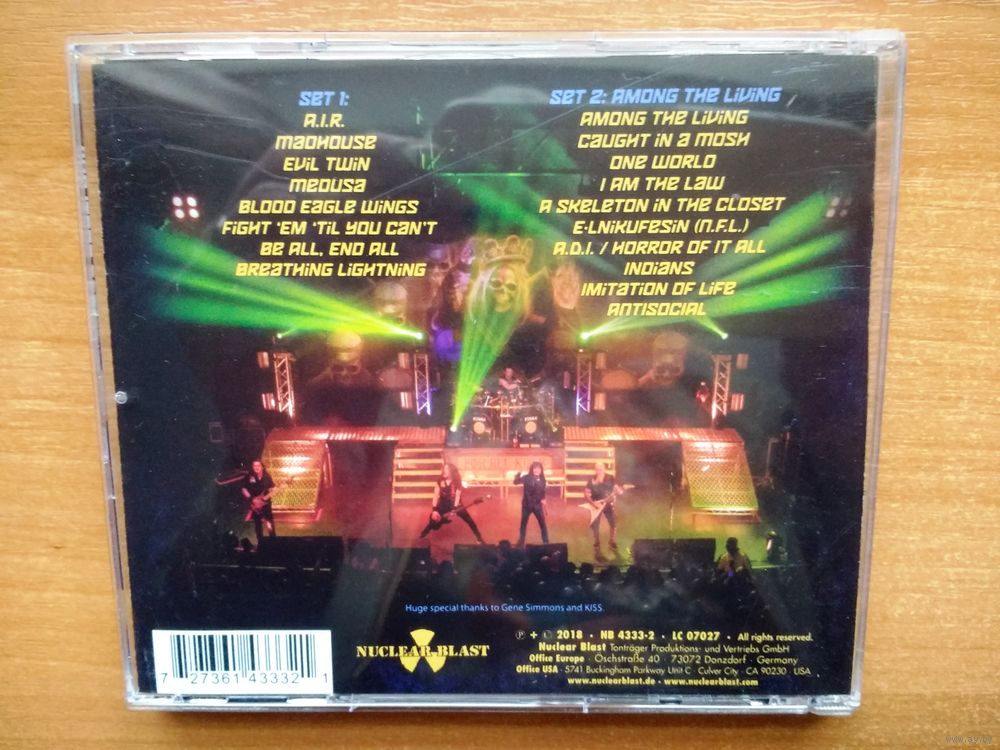 SET 1:
A.I.R.
MADHOUSE
EVIL TWIN
MEDUSA
BLOOD EAGLE WINGS
FIGHT 'EM 'TIL YOU CAN'T
BE ALL, END ALL
BREATHING LIGHTNING
SET 2: AMONG THE LIVING
AMONG THE LIVING
CAUGHT IN A MOSH
ONE WORLD
I AM THE LAW
A SKELETON IN THE CLOSET
E·LNIKUFESIN (N.F.L.)
A.D.I. / HORROR OF IT ALL
INDIANS
IMITATION OF LIFE
ANTISOCIAL
Huge special thanks to Gene Simmons and KISS.
7 27361 43332 1
NUCLEAR BLAST
℗ + © 2018 · NB 4333-2 · LC 07027 · All rights reserved.
Nuclear Blast Tonträger Produktions- und Vertriebs GmbH
Office Europe · Öschstraße 40 · 73072 Donzdorf · Germany
Office USA · 5741 Buckingham Parkway Unit C · Culver City · CA 90230 · USA
www.nuclearblast.de · www.nuclearblast.com